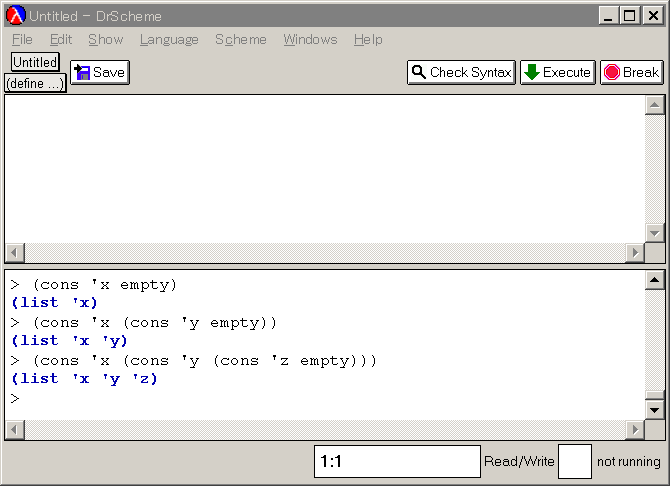 Untitled - DrScheme
File Edit Show Language Scheme Windows Help
Untitled
(define ...)
Save
Check Syntax
Execute
Break
> (cons 'x empty)
(list 'x)
> (cons 'x (cons 'y empty))
(list 'x 'y)
> (cons 'x (cons 'y (cons 'z empty)))
(list 'x 'y 'z)
>
1:1 Read/Write not running